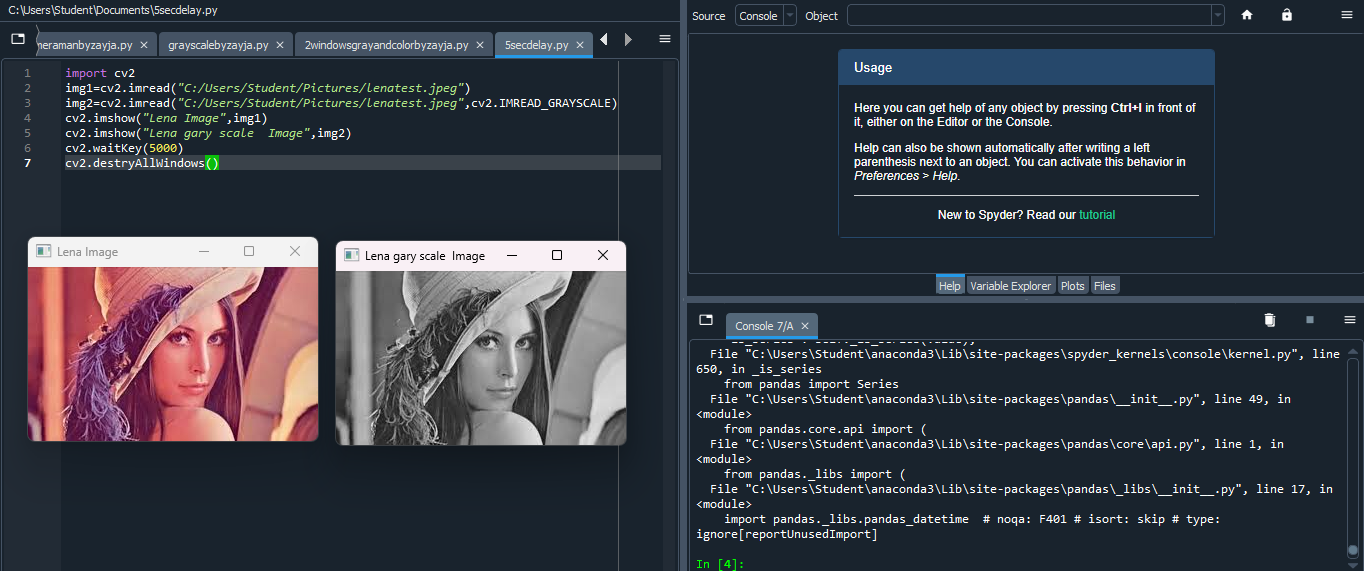 C:\Users\Student\Documents\5secdelay.py
meramanbyzayja.py
grayscalebyzayja.py
2windowsgrayandcolorbyzayja.py
5secdelay.py
1 import cv2
2 img1=cv2.imread("C:/Users/Student/Pictures/lenatest.jpeg")
3 img2=cv2.imread("C:/Users/Student/Pictures/lenatest.jpeg",cv2.IMREAD_GRAYSCALE)
4 cv2.imshow("Lena Image",img1)
5 cv2.imshow("Lena gary scale  Image",img2)
6 cv2.waitKey(5000)
7 cv2.destryAllWindows()
Lena Image
Lena gary scale  Image
Source Console Object
Usage
Here you can get help of any object by pressing Ctrl+I in front of
it, either on the Editor or the Console.
Help can also be shown automatically after writing a left
parenthesis next to an object. You can activate this behavior in
Preferences > Help.
New to Spyder? Read our tutorial
Help Variable Explorer Plots Files
Console 7/A
File "C:\Users\Student\anaconda3\Lib\site-packages\spyder_kernels\console\kernel.py", line
650, in _is_series
from pandas import Series
File "C:\Users\Student\anaconda3\Lib\site-packages\pandas\__init__.py", line 49, in
<module>
from pandas.core.api import (
File "C:\Users\Student\anaconda3\Lib\site-packages\pandas\core\api.py", line 1, in
<module>
from pandas._libs import (
File "C:\Users\Student\anaconda3\Lib\site-packages\pandas\_libs\__init__.py", line 17, in
<module>
import pandas._libs.pandas_datetime  # noqa: F401 # isort: skip # type:
ignore[reportUnusedImport]
In [4]: